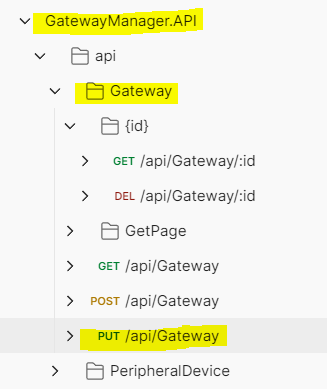 GatewayManager.API
api
Gateway
{id}
GET /api/Gateway/:id
DEL /api/Gateway/:id
GetPage
GET /api/Gateway
POST /api/Gateway
PUT /api/Gateway
PeripheralDevice